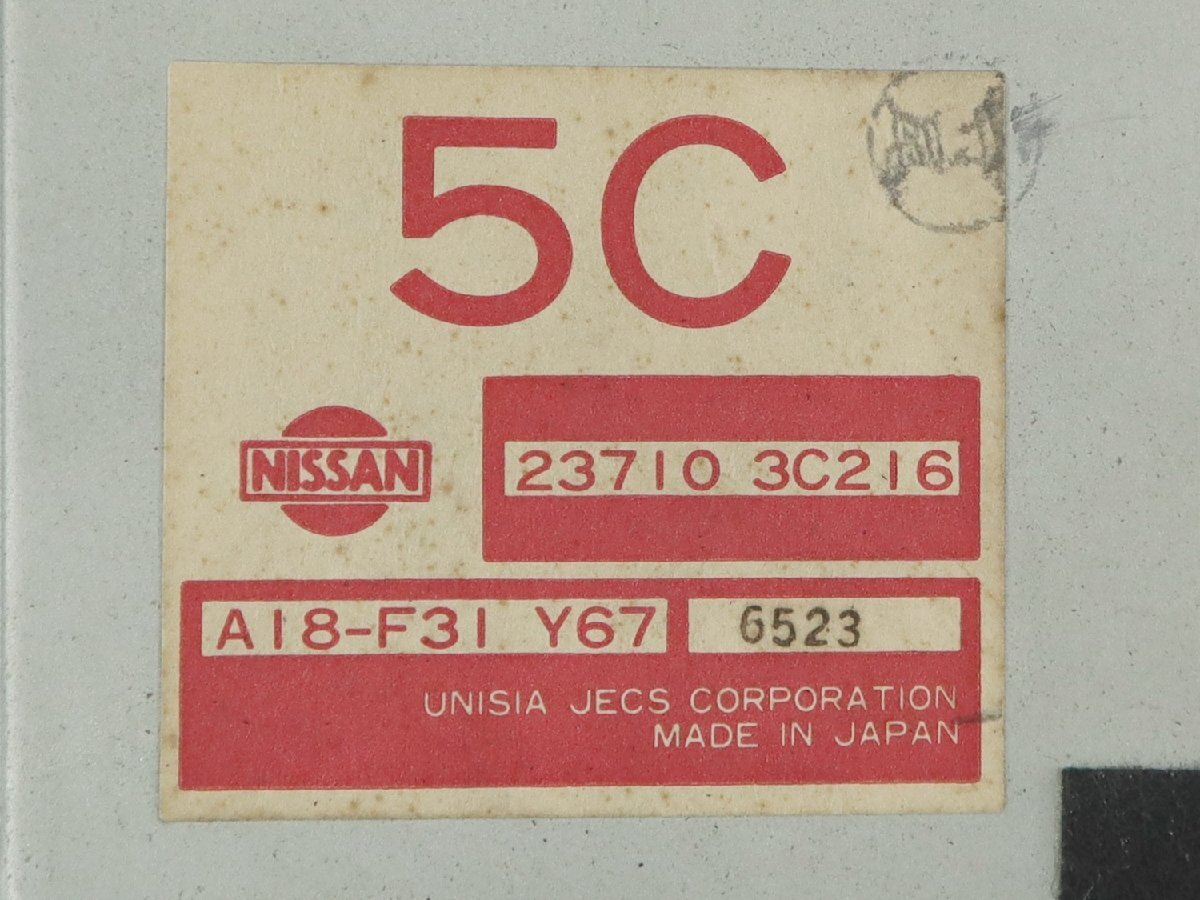 5C
NISSAN
23710 3C216
A18-F31 Y67
6523
UNISIA JECS CORPORATION
MADE IN JAPAN